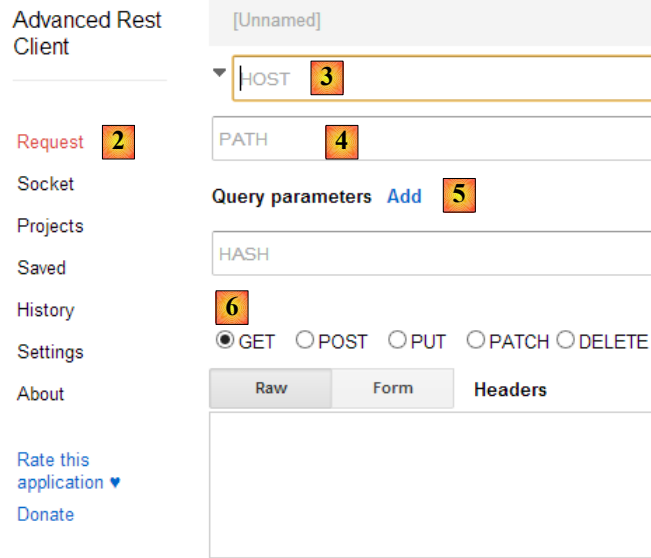 Advanced Rest
Client
[Unnamed]
HOST 3
Request 2
PATH 4
Socket
Query parameters Add 5
Projects
Saved
HASH
History
6
Settings
GET POST PUT PATCH DELETE
About
Raw Form Headers
Rate this
application ♥
Donate